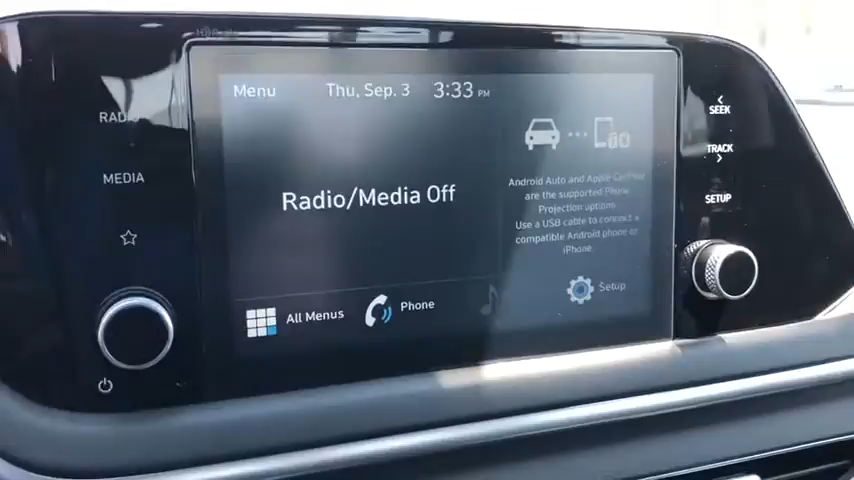 HD Radio
Menu
Thu, Sep. 3
3:33 PM
RADIO
MEDIA
Radio/Media Off
Android Auto and Apple CarPlay
are the supported Phone
Projection options.
Use a USB cable to connect a
compatible Android phone or
iPhone.
All Menus
Phone
Setup
SEEK
TRACK
SETUP